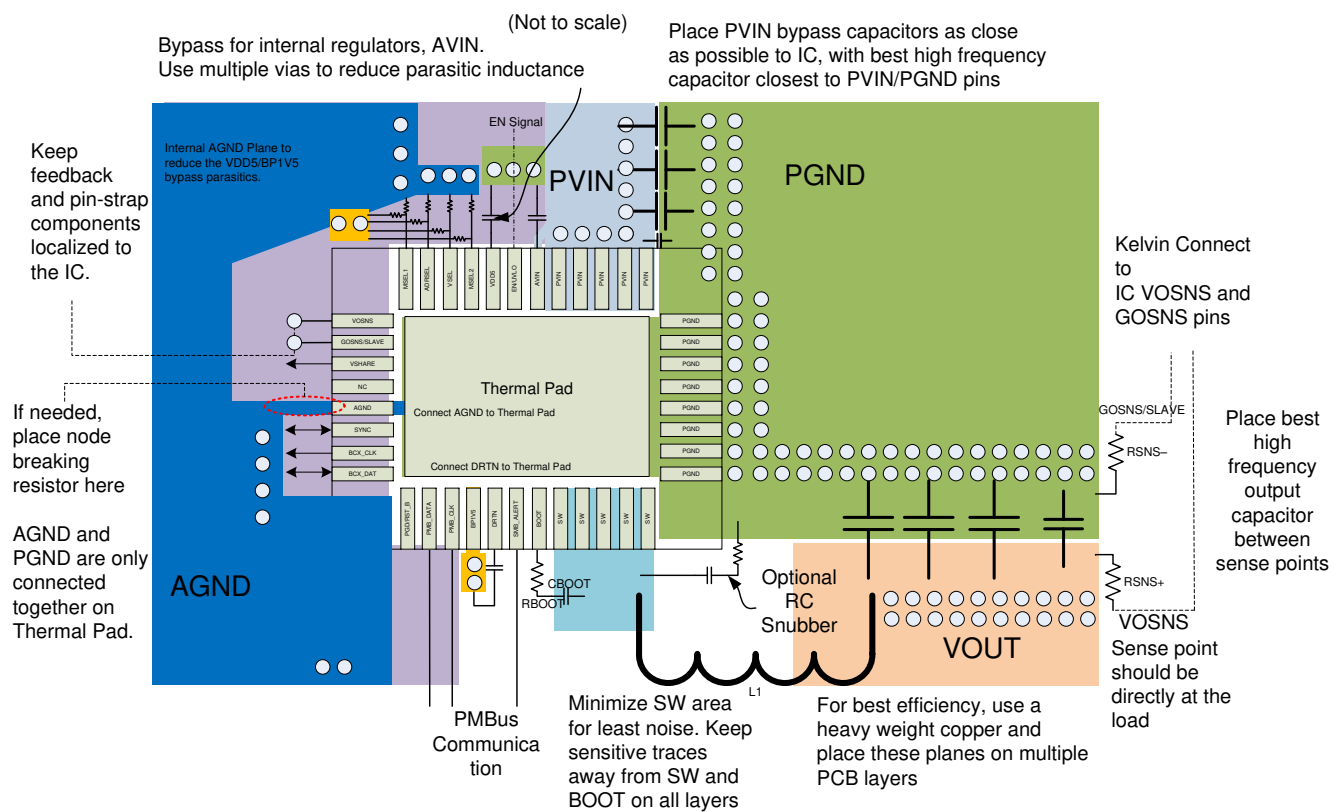 (Not to scale)
Bypass for internal regulators, AVIN.
Use multiple vias to reduce parasitic inductance
Place PVIN bypass capacitors as close
as possible to IC, with best high frequency
capacitor closest to PVIN/PGND pins
Keep
feedback
and pin-strap
components
localized to
the IC.
Internal AGND Plane to
reduce the VDD5/BP1V5
bypass parasitics.
EN Signal
PVIN
PGND
MSEL1
ADRSEL
VSEL
MSEL2
VDD5
EN/UVLO
AVIN
PVIN
PVIN
PVIN
PVIN
PVIN
VOSNS
GOSNS/SLAVE
VSHARE
NC
AGND
SYNC
BCX_CLK
BCX_DAT
Thermal Pad
Connect AGND to Thermal Pad
Connect DRTN to Thermal Pad
PGND
PGND
PGND
PGND
PGND
PGND
PGND
PGND
Kelvin Connect
to
IC VOSNS and
GOSNS pins
GOSNS/SLAVE
RSNS–
Place best
high
frequency
output
capacitor
between
sense points
If needed,
place node
breaking
resistor here
AGND and
PGND are only
connected
together on
Thermal Pad.
AGND
PGD/RST_B
PMB_DATA
PMB_CLK
BP1V5
DRTN
SMB_ALERT
BOOT
SW
SW
SW
SW
SW
CBOOT
RBOOT
Optional
RC
Snubber
RSNS+
VOSNS
Sense point
should be
directly at the
load
VOUT
L1
PMBus
Communica
tion
Minimize SW area
for least noise. Keep
sensitive traces
away from SW and
BOOT on all layers
For best efficiency, use a
heavy weight copper and
place these planes on multiple
PCB layers